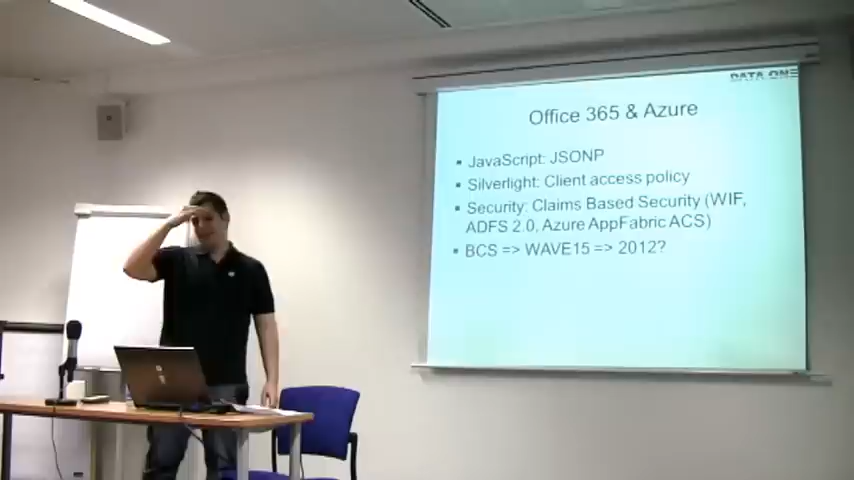 DATA ONE
Office 365 & Azure
▪ JavaScript: JSONP
▪ Silverlight: Client access policy
▪ Security: Claims Based Security (WIF,
ADFS 2.0, Azure AppFabric ACS)
▪ BCS => WAVE15 => 2012?